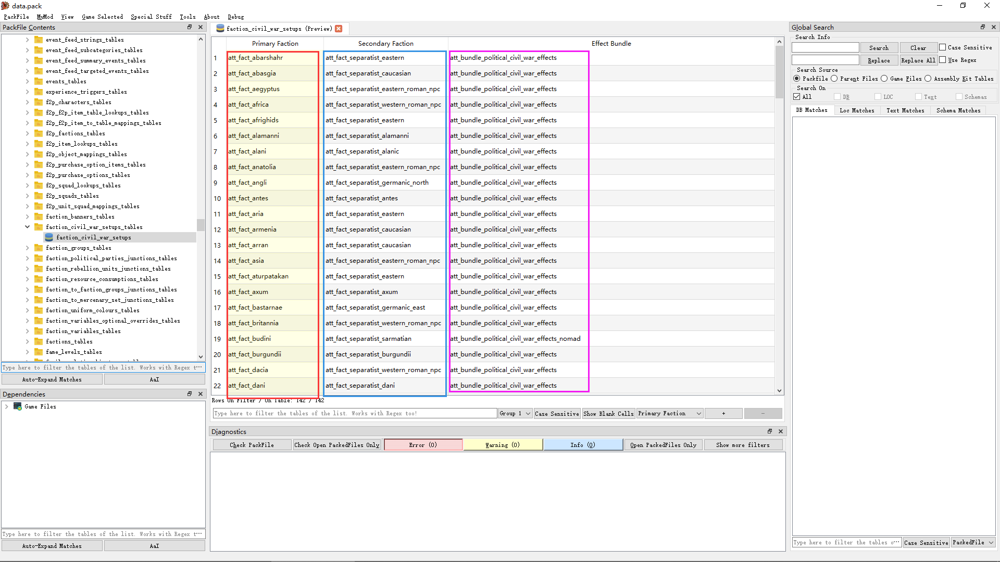 data.pack
PackFile MyMod View Game Selected Special Stuff Tools About Debug
PackFile Contents
event_feed_strings_tables
event_feed_subcategories_tables
event_feed_summary_events_tables
event_feed_targeted_events_tables
events_tables
experience_triggers_tables
f2p_characters_tables
f2p_f2p_item_table_lookups_tables
f2p_f2p_item_to_table_mappings_tables
f2p_factions_tables
f2p_item_lookups_tables
f2p_object_mappings_tables
f2p_purchase_option_items_tables
f2p_purchase_options_tables
f2p_squad_lookups_tables
f2p_squads_tables
f2p_unit_squad_mappings_tables
faction_banners_tables
faction_civil_war_setups_tables
faction_civil_war_setups
faction_groups_tables
faction_political_parties_junctions_tables
faction_rebellion_units_junctions_tables
faction_resource_consumptions_tables
faction_to_faction_groups_junctions_tables
faction_to_mercenary_set_junctions_tables
faction_uniform_colours_tables
faction_variables_optional_overrides_tables
faction_variables_tables
factions_tables
fame_levels_tables
Type here to filter the tables of the list. Works with Regex t···
Auto-Expand Matches AaI
Dependencies
Game Files
Type here to filter the tables of the list. Works with Regex t···
Auto-Expand Matches AaI
faction_civil_war_setups (Preview)
Primary Faction Secondary Faction Effect Bundle
1 att_fact_abarshahr att_fact_separatist_eastern att_bundle_political_civil_war_effects
2 att_fact_abasgia att_fact_separatist_caucasian att_bundle_political_civil_war_effects
3 att_fact_aegyptus att_fact_separatist_eastern_roman_npc att_bundle_political_civil_war_effects
4 att_fact_africa att_fact_separatist_western_roman_npc att_bundle_political_civil_war_effects
5 att_fact_afrighids att_fact_separatist_eastern att_bundle_political_civil_war_effects
6 att_fact_alamanni att_fact_separatist_alamanni att_bundle_political_civil_war_effects
7 att_fact_alani att_fact_separatist_alanic att_bundle_political_civil_war_effects
8 att_fact_anatolia att_fact_separatist_eastern_roman_npc att_bundle_political_civil_war_effects
9 att_fact_angli att_fact_separatist_germanic_north att_bundle_political_civil_war_effects
10 att_fact_antes att_fact_separatist_antes att_bundle_political_civil_war_effects
11 att_fact_aria att_fact_separatist_eastern att_bundle_political_civil_war_effects
12 att_fact_armenia att_fact_separatist_caucasian att_bundle_political_civil_war_effects
13 att_fact_arran att_fact_separatist_caucasian att_bundle_political_civil_war_effects
14 att_fact_asia att_fact_separatist_eastern_roman_npc att_bundle_political_civil_war_effects
15 att_fact_aturpatakan att_fact_separatist_eastern att_bundle_political_civil_war_effects
16 att_fact_axum att_fact_separatist_axum att_bundle_political_civil_war_effects
17 att_fact_bastarnae att_fact_separatist_germanic_east att_bundle_political_civil_war_effects
18 att_fact_britannia att_fact_separatist_western_roman_npc att_bundle_political_civil_war_effects
19 att_fact_budini att_fact_separatist_sarmatian att_bundle_political_civil_war_effects_nomad
20 att_fact_burgundii att_fact_separatist_burgundii att_bundle_political_civil_war_effects
21 att_fact_dacia att_fact_separatist_western_roman_npc att_bundle_political_civil_war_effects
22 att_fact_dani att_fact_separatist_dani att_bundle_political_civil_war_effects
Rows On Filter / On Table: 142 / 142
Type here to filter the tables of the list. Works with Regex too! Group 1 Case Sensitive Show Blank Cells Primary Faction + -
Diagnostics
Check PackFile Check Open PackedFiles Only Error (0) Warning (0) Info (0) Open PackedFiles Only Show more filters
Global Search
Search Info
Search Clear Case Sensitive
Replace Replace All Use Regex
Search Source
Packfile Parent Files Game Files Assembly Kit Tables
Search On
All DB LOC Text Schemas
DB Matches Loc Matches Text Matches Schema Matches
Type here to filter the tables o··· Case Sensitive PackedFile